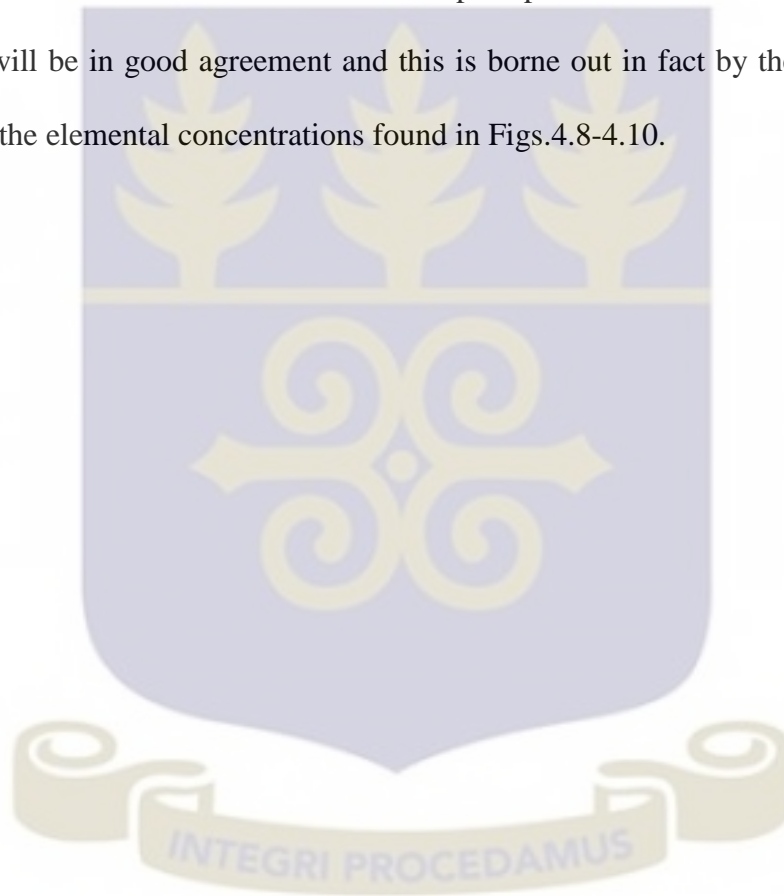 will be in good agreement and this is borne out in fact by the
the elemental concentrations found in Figs.4.8-4.10.
INTEGRI PROCEDAMUS